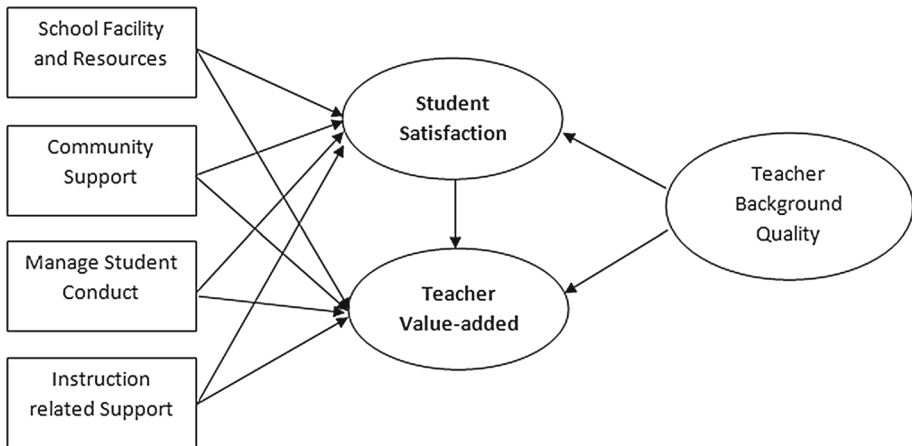 School Facility
and Resources
Community
Support
Manage Student
Conduct
Instruction
related Support
Student
Satisfaction
Teacher
Value-added
Teacher
Background
Quality